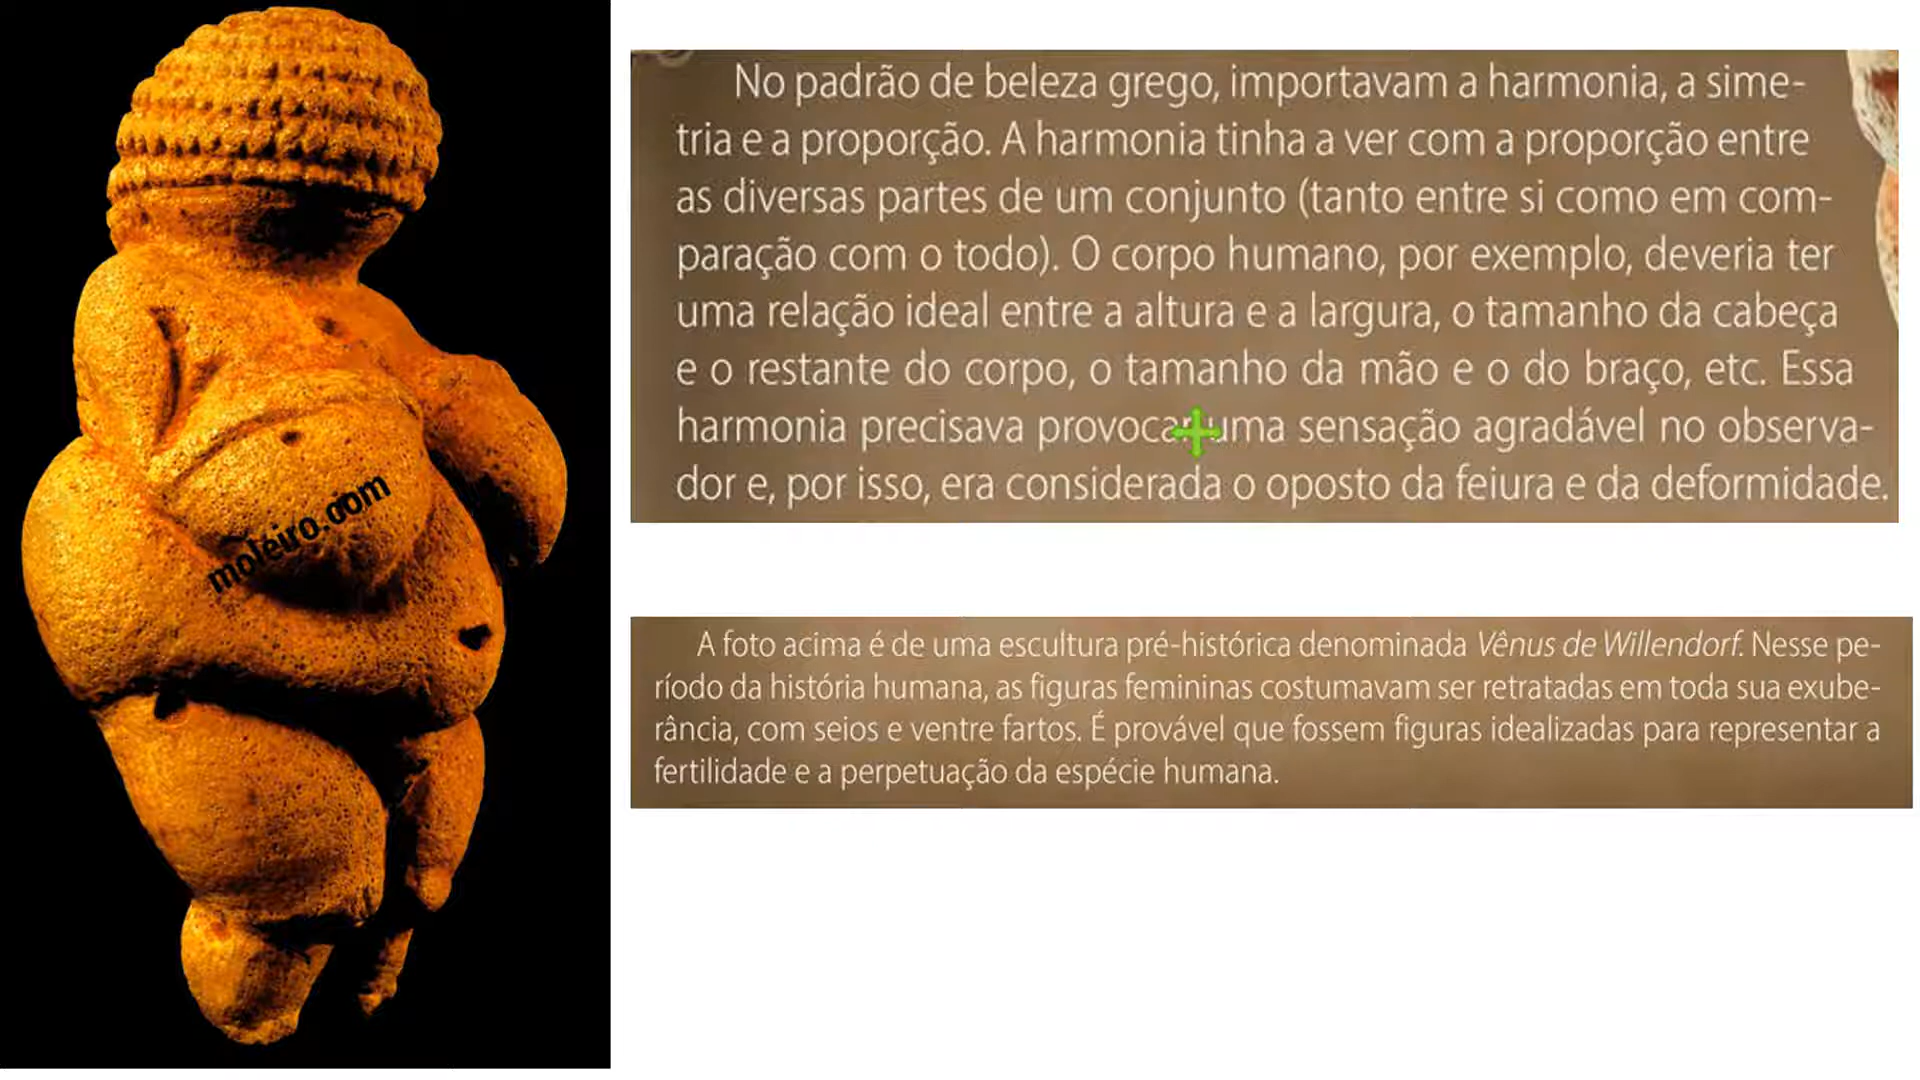 moleiro.com
No padrão de beleza grego, importavam a harmonia, a sime-
tria e a proporção. A harmonia tinha a ver com a proporção entre
as diversas partes de um conjunto (tanto entre si como em com-
paração com o todo). O corpo humano, por exemplo, deveria ter
uma relação ideal entre a altura e a largura, o tamanho da cabeça
e o restante do corpo, o tamanho da mão e o do braço, etc. Essa
harmonia precisava provocar uma sensação agradável no observa-
dor e, por isso, era considerada o oposto da feiura e da deformidade.
A foto acima é de uma escultura pré-histórica denominada Vênus de Willendorf. Nesse pe-
ríodo da história humana, as figuras femininas costumavam ser retratadas em toda sua exube-
rância, com seios e ventre fartos. É provável que fossem figuras idealizadas para representar a
fertilidade e a perpetuação da espécie humana.